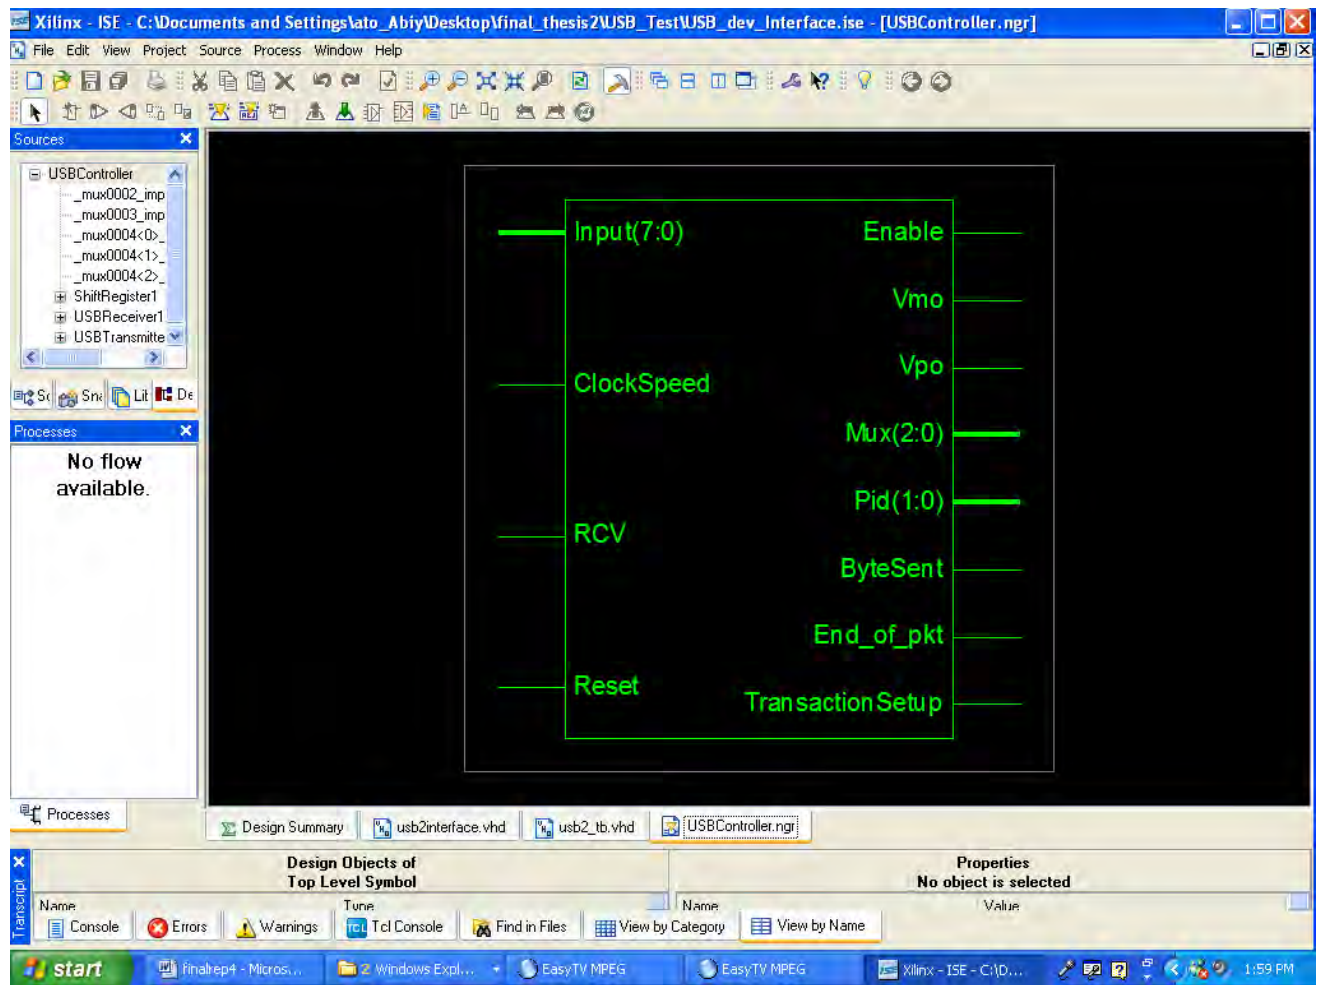 Xilinx - ISE - C:\Documents and Settings\ato_Abiy\Desktop\final_thesis2\USB_Test\USB_dev_Interface.ise - [USBController.ngr]
File Edit View Project Source Process Window Help
Sources
USBController
_mux0002_imp
_mux0003_imp
_mux0004<0>_
_mux0004<1>_
_mux0004<2>_
ShiftRegister1
USBReceiver1
USBTransmitte
Sna Lit De
Processes
No flow
available.
Processes
Input(7:0)
ClockSpeed
RCV
Reset
Enable
Vmo
Vpo
Mux(2:0)
Pid(1:0)
ByteSent
End_of_pkt
TransactionSetup
Design Summary usb2interface.vhd usb2_tb.vhd USBController.ngr
Transcript
Design Objects of
Top Level Symbol
Properties
No object is selected
Name Type Name Value
Console Errors Warnings TCL Tcl Console Find in Files View by Category View by Name
start finalrep4 - Micros... 2 Windows Expl... EasyTV MPEG EasyTV MPEG Xilinx - ISE - C:\D... 1:59 PM